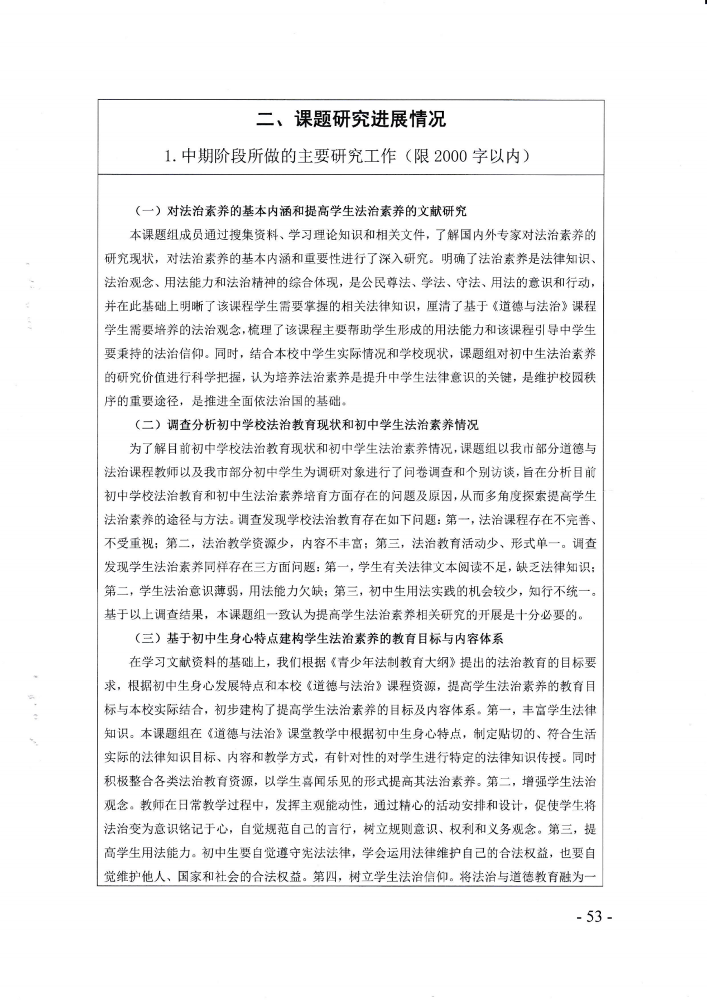 二、课题研究进展情况
1.中期阶段所做的主要研究工作（限 2000 字以内）
（一）对法治素养的基本内涵和提高学生法治素养的文献研究
本课题组成员通过搜集资料、学习理论知识和相关文件，了解国内外专家对法治素养的
研究现状，对法治素养的基本内涵和重要性进行了深入研究。明确了法治素养是法律知识、
法治观念、用法能力和法治精神的综合体现，是公民尊法、学法、守法、用法的意识和行动，
并在此基础上明晰了该课程学生需要掌握的相关法律知识，厘清了基于《道德与法治》课程
学生需要培养的法治观念，梳理了该课程主要帮助学生形成的用法能力和该课程引导中学生
要秉持的法治信仰。同时，结合本校中学生实际情况和学校现状，课题组对初中生法治素养
的研究价值进行科学把握，认为培养法治素养是提升中学生法律意识的关键，是维护校园秩
序的重要途径，是推进全面依法治国的基础。
（二）调查分析初中学校法治教育现状和初中学生法治素养情况
为了解目前初中学校法治教育现状和初中学生法治素养情况，课题组以我市部分道德与
法治课程教师以及我市部分初中学生为调研对象进行了问卷调查和个别访谈，旨在分析目前
初中学校法治教育和初中生法治素养培育方面存在的问题及原因，从而多角度探索提高学生
法治素养的途径与方法。调查发现学校法治教育存在如下问题：第一，法治课程存在不完善、
不受重视；第二，法治教学资源少，内容不丰富；第三，法治教育活动少、形式单一。调查
发现学生法治素养同样存在三方面问题：第一，学生有关法律文本阅读不足，缺乏法律知识；
第二，学生法治意识薄弱，用法能力欠缺；第三，初中生用法实践的机会较少，知行不统一。
基于以上调查结果，本课题组一致认为提高学生法治素养相关研究的开展是十分必要的。
（三）基于初中生身心特点建构学生法治素养的教育目标与内容体系
在学习文献资料的基础上，我们根据《青少年法制教育大纲》提出的法治教育的目标要
求，根据初中生身心发展特点和本校《道德与法治》课程资源，提高学生法治素养的教育目
标与本校实际结合，初步建构了提高学生法治素养的目标及内容体系。第一，丰富学生法律
知识。本课题组在《道德与法治》课堂教学中根据初中生身心特点，制定贴切的、符合生活
实际的法律知识目标、内容和教学方式，有针对性的对学生进行特定的法律知识传授。同时
积极整合各类法治教育资源，以学生喜闻乐见的形式提高其法治素养。第二，增强学生法治
观念。教师在日常教学过程中，发挥主观能动性，通过精心的活动安排和设计，促使学生将
法治变为意识铭记于心，自觉规范自己的言行，树立规则意识、权利和义务观念。第三，提
高学生用法能力。初中生要自觉遵守宪法法律，学会运用法律维护自己的合法权益，也要自
觉维护他人、国家和社会的合法权益。第四，树立学生法治信仰。将法治与道德教育融为一
- 53 -